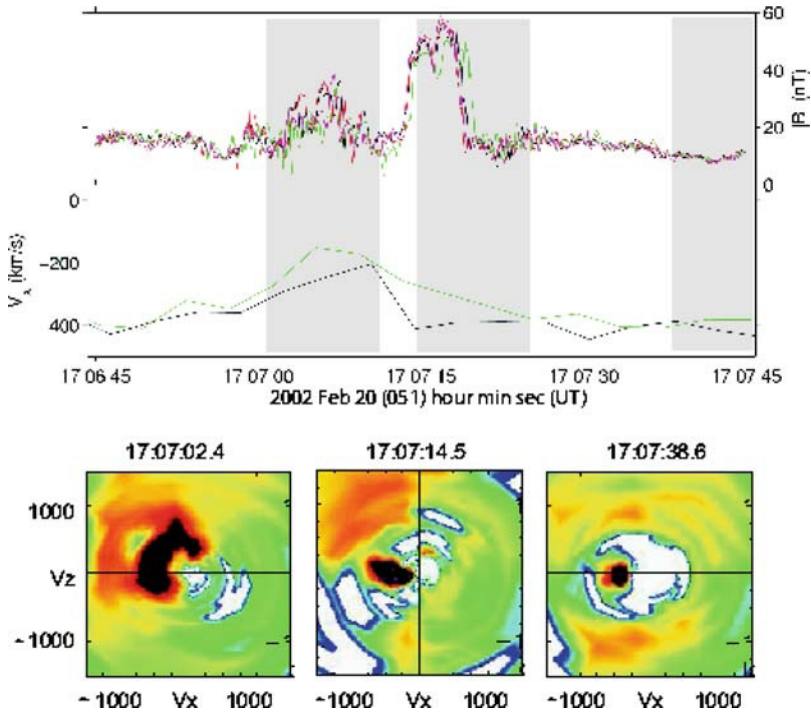 60
40
20
0
|B| (nT)
0
-200
400
Vx (km/s)
17 06 45 17 07 00 17 07 15 17 07 30 17 07 45
2002 Feb 20 (051) hour min sec (UT)
17:07:02.4 17:07:14.5 17:07:38.6
1000
Vz
-1000
-1000 Vx 1000 -1000 Vx 1000 -1000 Vx 1000